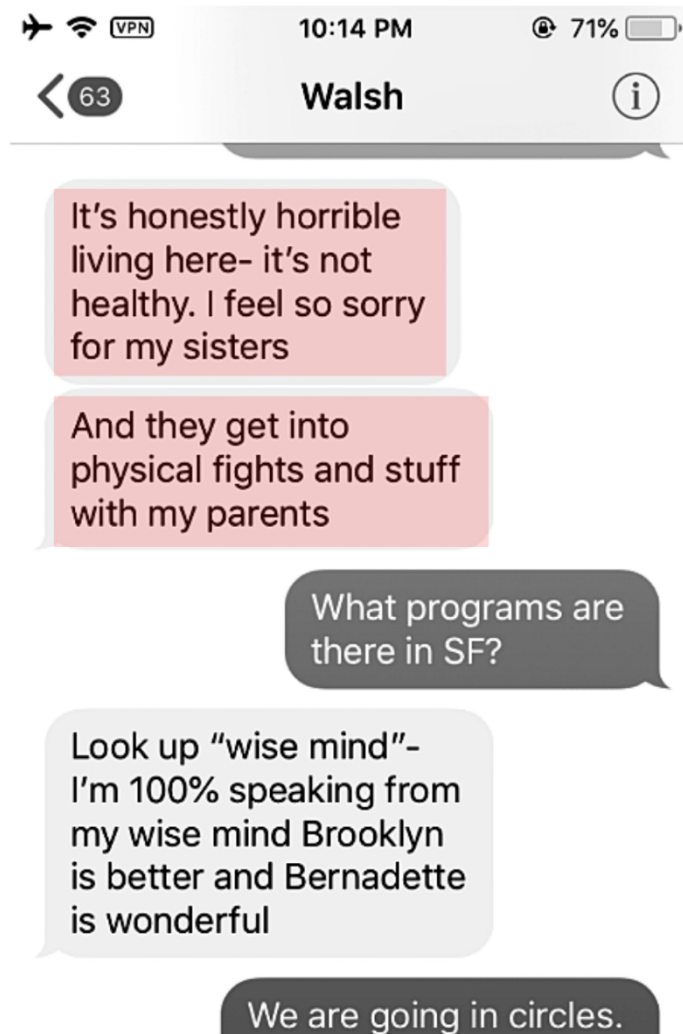 VPN 10:14 PM 71%
63 Walsh i
It’s honestly horrible
living here- it’s not
healthy. I feel so sorry
for my sisters
And they get into
physical fights and stuff
with my parents
What programs are
there in SF?
Look up “wise mind”-
I’m 100% speaking from
my wise mind Brooklyn
is better and Bernadette
is wonderful
We are going in circles.